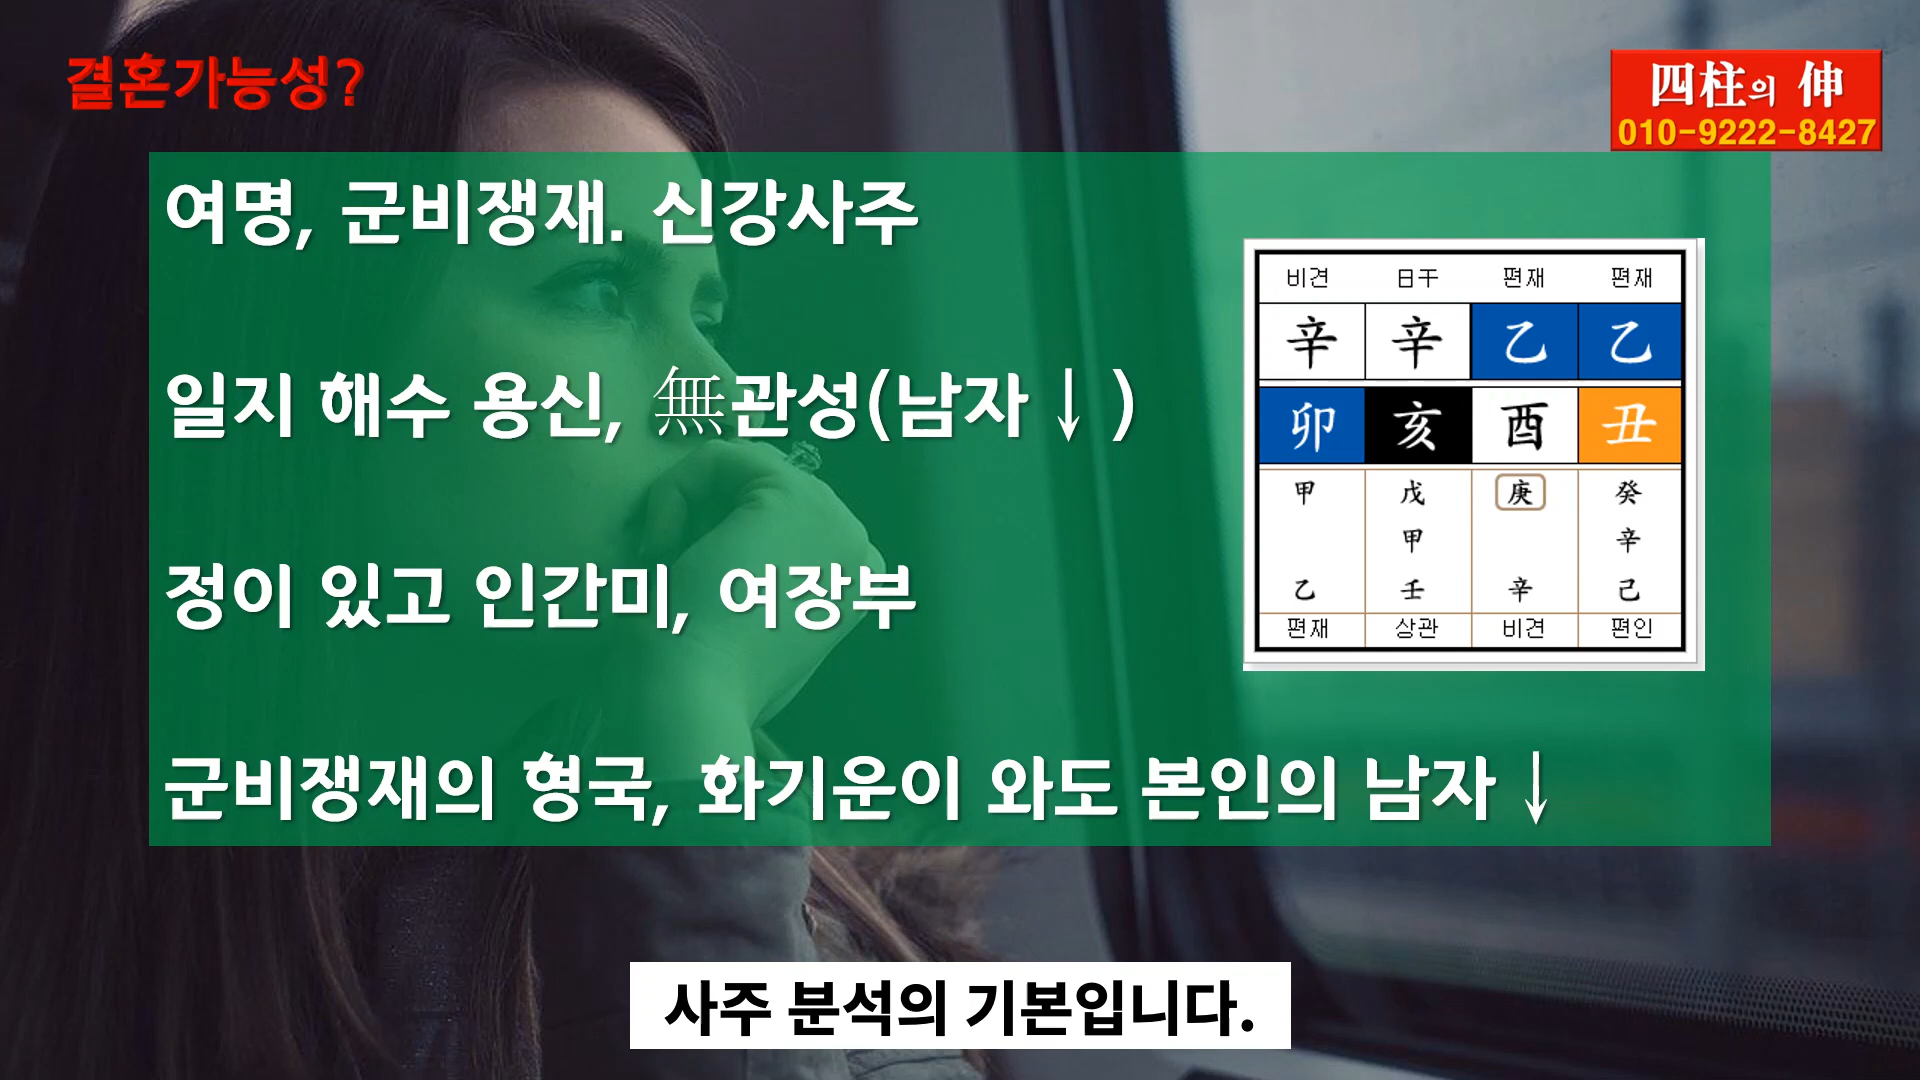 결혼가능성?
四柱의 伸
010-9222-8427
여명, 군비쟁재. 신강사주
일지 해수 용신, 無관성(남자↓)
정이 있고 인간미, 여장부
군비쟁재의 형국, 화기운이 와도 본인의 남자↓
비견 日干 편재 편재
辛 辛 乙 乙
卯 亥 酉 丑
甲 戊 庚 癸
甲 辛
乙 壬 辛 己
편재 상관 비견 편인
사주 분석의 기본입니다.